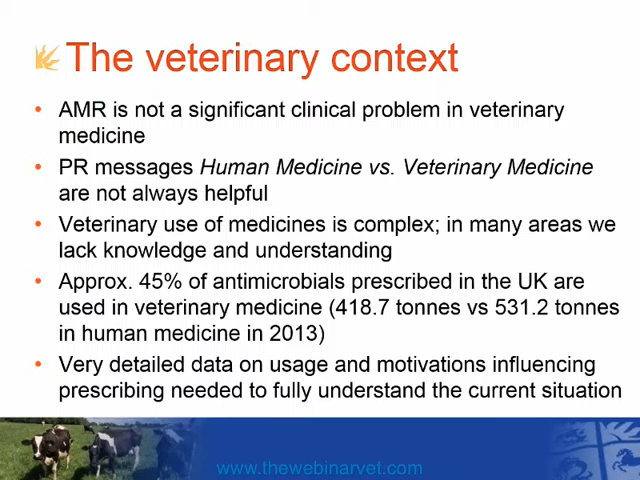 The veterinary context
• AMR is not a significant clinical problem in veterinary
medicine
• PR messages Human Medicine vs. Veterinary Medicine
are not always helpful
• Veterinary use of medicines is complex; in many areas we
lack knowledge and understanding
• Approx. 45% of antimicrobials prescribed in the UK are
used in veterinary medicine (418.7 tonnes vs 531.2 tonnes
in human medicine in 2013)
• Very detailed data on usage and motivations influencing
prescribing needed to fully understand the current situation
www.thewebinarvet.com